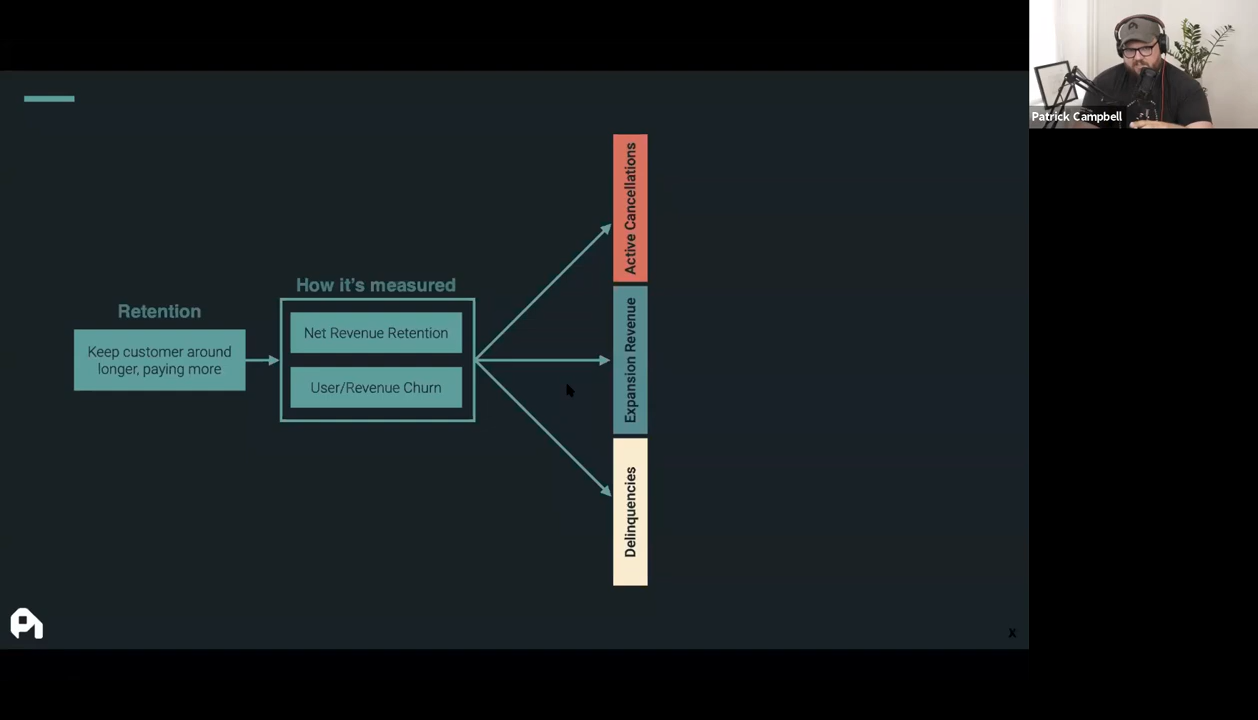 Patrick Campbell
Retention
Keep customer around
longer, paying more
How it's measured
Net Revenue Retention
User/Revenue Churn
Active Cancellations
Expansion Revenue
Delinquencies
x